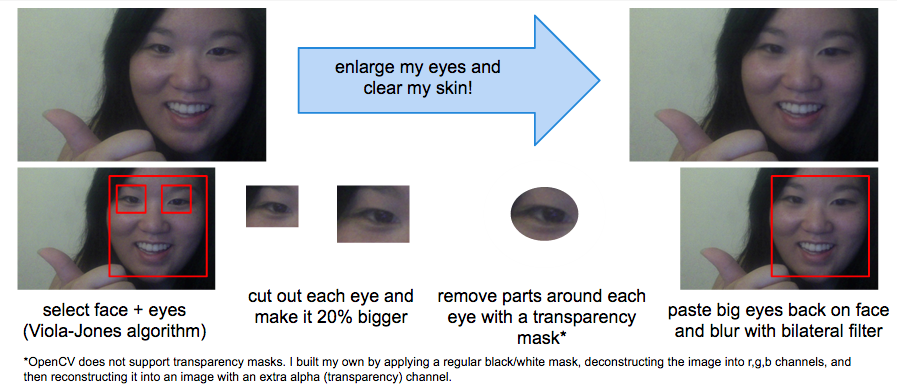 enlarge my eyes and
clear my skin!
select face + eyes
(Viola-Jones algorithm)
cut out each eye and
make it 20% bigger
remove parts around each
eye with a transparency
mask*
paste big eyes back on face
and blur with bilateral filter
*OpenCV does not support transparency masks. I built my own by applying a regular black/white mask, deconstructing the image into r,g,b channels, and
then reconstructing it into an image with an extra alpha (transparency) channel.